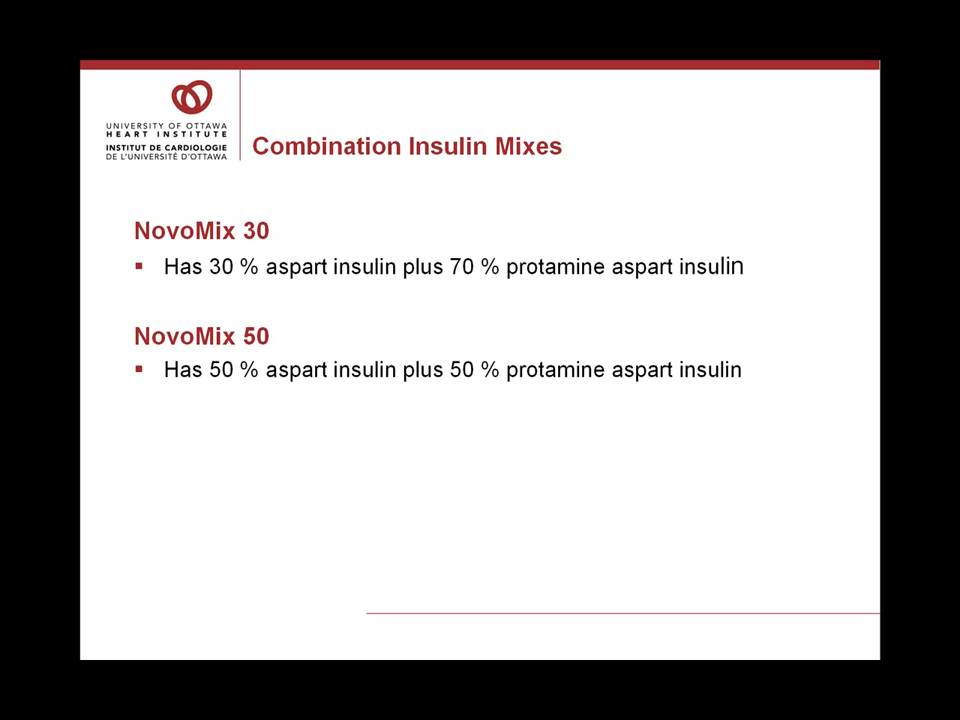 UNIVERSITY OF OTTAWA
HEART INSTITUTE
INSTITUT DE CARDIOLOGIE
DE L'UNIVERSITÉ D'OTTAWA
Combination Insulin Mixes
NovoMix 30
▪ Has 30 % aspart insulin plus 70 % protamine aspart insulin
NovoMix 50
▪ Has 50 % aspart insulin plus 50 % protamine aspart insulin